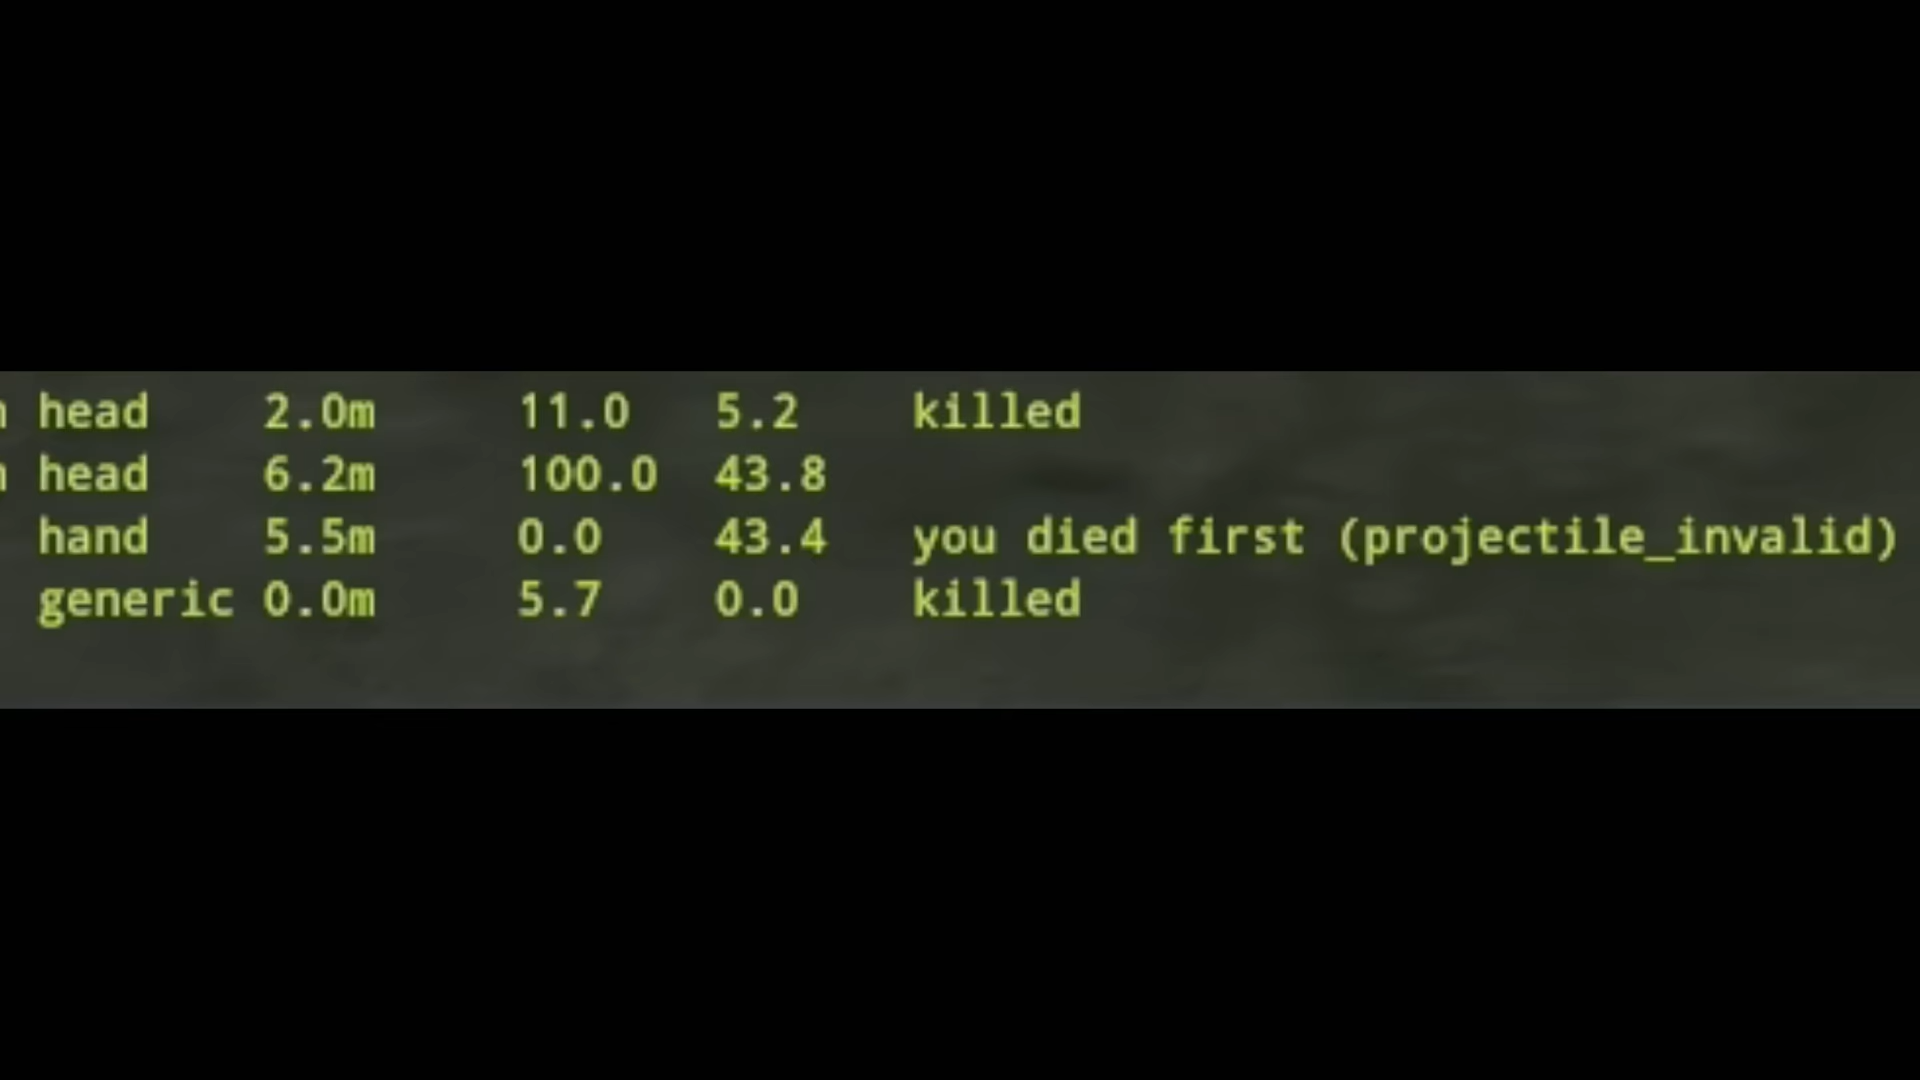 head 2.0m 11.0 5.2 killed
head 6.2m 100.0 43.8
hand 5.5m 0.0 43.4 you died first (projectile_invalid)
generic 0.0m 5.7 0.0 killed